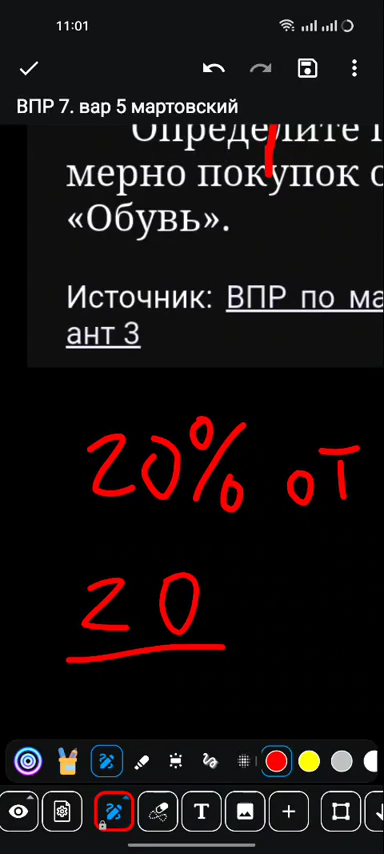 11:01
ВПР 7. вар 5 мартовский
Определите
мерно покупок
«Обувь».
Источник: ВПР по
ант 3
20% от
20
T